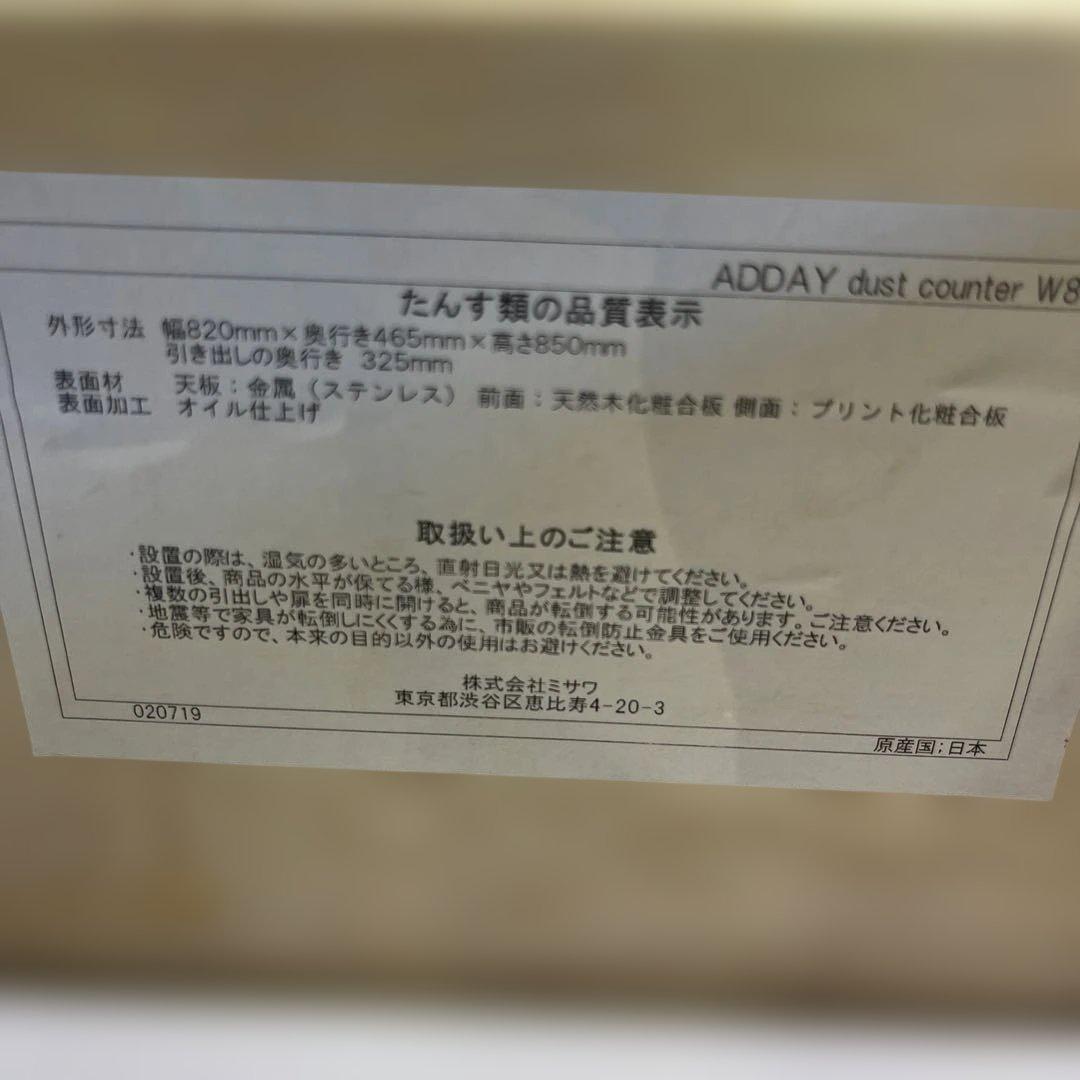 ADDAY dust counter W8
たんす類の品質表示
外形寸法 幅820mm×奥行き465mm×高さ850mm
引き出しの奥行き 325mm
表面材 天板：金属（ステンレス） 前面：天然木化粧合板 側面：プリント化粧合板
表面加工 オイル仕上げ
取扱い上のご注意
・設置の際は、湿気の多いところ、直射日光又は熱を避けてください。
・設置後、商品の水平が保てる様、ベニヤやフェルトなどで調整してください。
・複数の引出しや扉を同時に開けると、商品が転倒する可能性があります。ご注意ください。
・地震等で家具が転倒しにくくする為に、市販の転倒防止金具をご使用ください。
・危険ですので、本来の目的以外の使用はお避けください。
株式会社ミサワ
東京都渋谷区恵比寿4-20-3
020719
原産国；日本